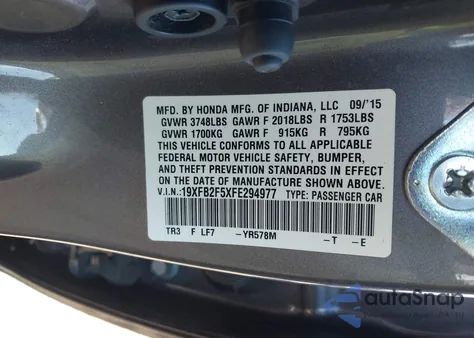 MFD. BY HONDA MFG. OF INDIANA, LLC 09/'15
GVWR 3748LBS GAWR F 2018LBS R 1753LBS
GVWR 1700KG GAWR F 915KG R 795KG
THIS VEHICLE CONFORMS TO ALL APPLICABLE
FEDERAL MOTOR VEHICLE SAFETY, BUMPER,
AND THEFT PREVENTION STANDARDS IN EFFECT
ON THE DATE OF MANUFACTURE SHOWN ABOVE.
V.I.N.: 19XFB2F5XFE294977 TYPE: PASSENGER CAR
TR3 F LF7 -YR578M -T -E
autoSnap